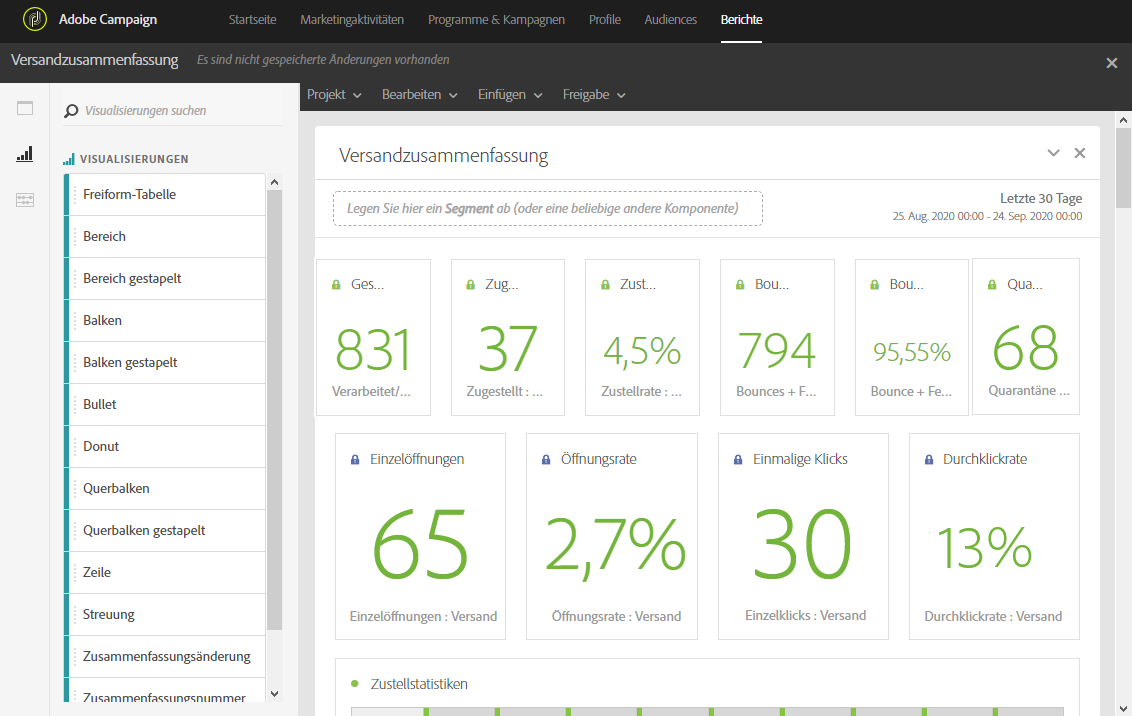 Adobe Campaign
Startseite Marketingaktivitäten Programme & Kampagnen Profile Audiences Berichte
Versandzusammenfassung Es sind nicht gespeicherte Änderungen vorhanden
Projekt Bearbeiten Einfügen Freigabe
Visualisierungen suchen
VISUALISIERUNGEN
Freiform-Tabelle
Bereich
Bereich gestapelt
Balken
Balken gestapelt
Bullet
Donut
Querbalken
Querbalken gestapelt
Zeile
Streuung
Zusammenfassungsänderung
Zusammenfassungsnummer
Versandzusammenfassung
Legen Sie hier ein Segment ab (oder eine beliebige andere Komponente)
Letzte 30 Tage
25. Aug. 2020 00:00 - 24. Sep. 2020 00:00
Ges...
831
Verarbeitet/...
Zug...
37
Zugestellt : ...
Zust...
4,5%
Zustellrate : ...
Bou...
794
Bounces + F...
Bou...
95,55%
Bounce + Fe...
Qua...
68
Quarantäne ...
Einzelöffnungen
65
Einzelöffnungen : Versand
Öffnungsrate
2,7%
Öffnungsrate : Versand
Einmalige Klicks
30
Einzelklicks : Versand
Durchklickrate
13%
Durchklickrate : Versand
Zustellstatistiken